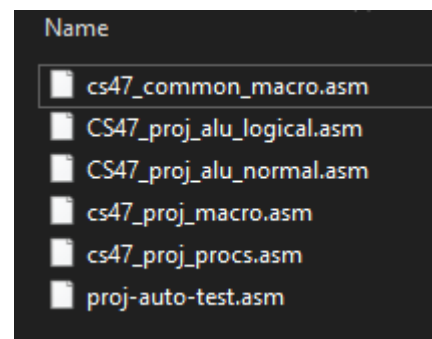 Name
cs47_common_macro.asm
CS47_proj_alu_logical.asm
CS47_proj_alu_normal.asm
cs47_proj_macro.asm
cs47_proj_procs.asm
proj-auto-test.asm